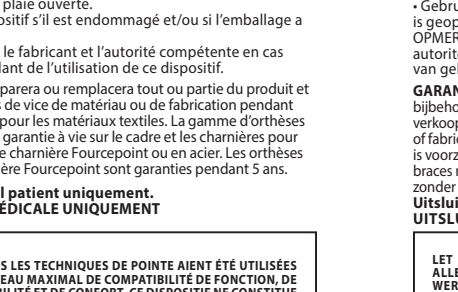 plaie ouverte.
positif s'il est endommagé et/ou si l'emballage a
le fabricant et l'autorité compétente en cas
lant de l'utilisation de ce dispositif.
parera ou remplacera tout ou partie du produit et
s de vice de matériau ou de fabrication pendant
pour les matériaux textiles. La gamme d'orthèses
garantie à vie sur le cadre et les charnières pour
e charnière Fourcepoint ou en acier. Les orthèses
ère Fourcepoint sont garanties pendant 5 ans.
l patient uniquement.
ÉDICALE UNIQUEMENT
S LES TECHNIQUES DE POINTE AIENT ÉTÉ UTILISÉES
EAU MAXIMAL DE COMPATIBILITÉ DE FONCTION, DE
BILITÉ ET DE CONFORT, CE DISPOSITIF NE CONSTITUE
• Gebru
is geop
OPMER
autorite
van gel
GARAN
bijbeho
verkoop
of fabric
is voorz
braces n
zonder
Uitslui
UITSLU
LET
ALLE
WER